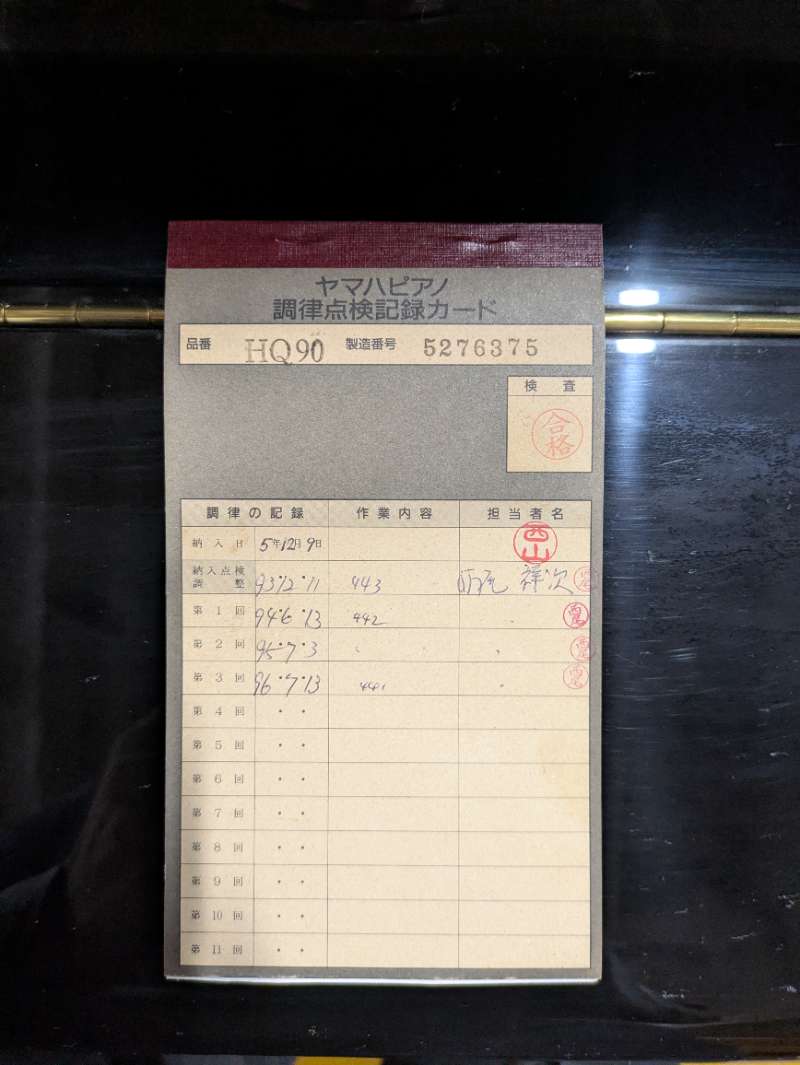 ヤマハピアノ
調律点検記録カード
品番 HQ90 製造番号 5276375
検査
合格
調律の記録 作業内容 担当者名
納入日 5年12月9日 西山
納入点検調整 93・12・11 443 祥次
第1回 94・6・13 442
第2回 95・7・3
第3回 96・7・13 441
第4回 ・ ・
第5回 ・ ・
第6回 ・ ・
第7回 ・ ・
第8回 ・ ・
第9回 ・ ・
第10回 ・ ・
第11回 ・ ・